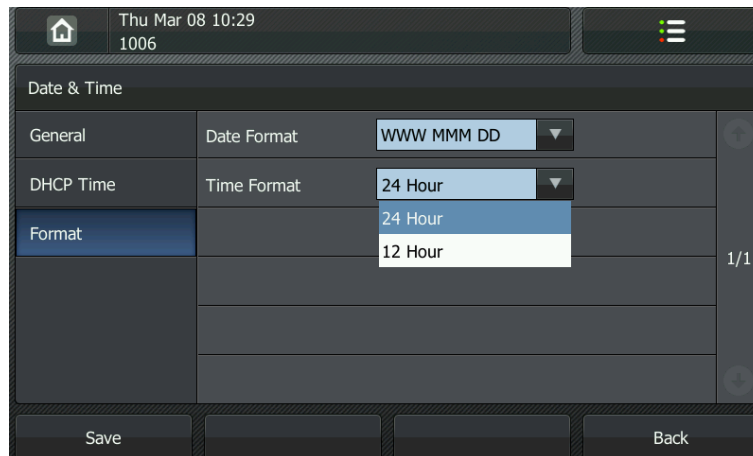 Thu Mar 08 10:29
1006
Date & Time
General
Date Format
WWW MMM DD
DHCP Time
Time Format
24 Hour
24 Hour
Format
12 Hour
1/1
Save
Back